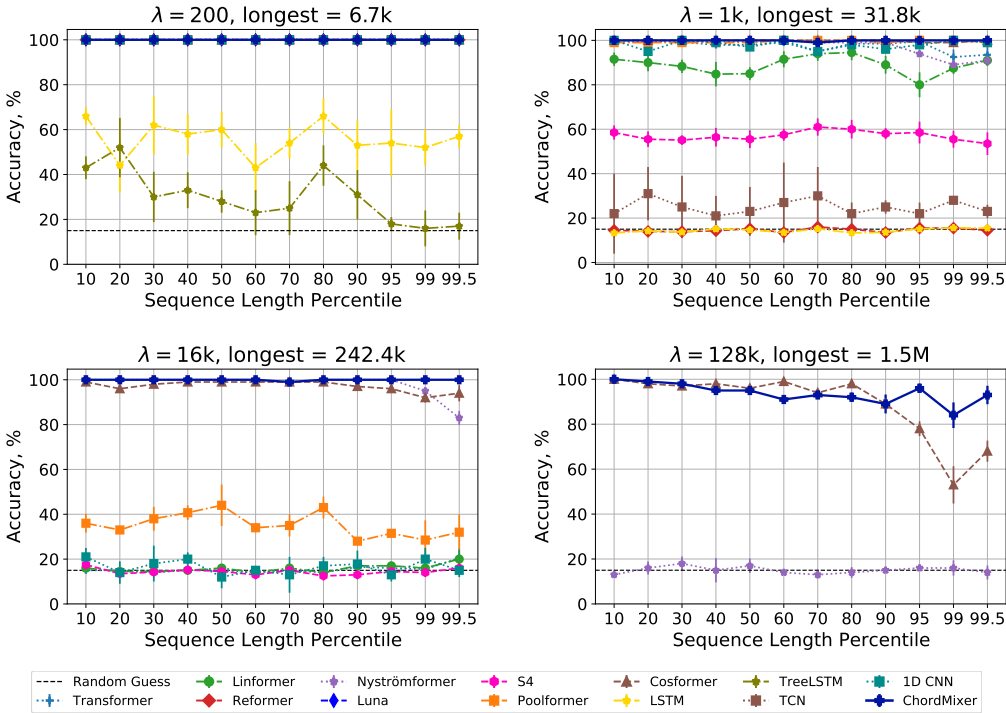 λ = 200, longest = 6.7k
Accuracy, %
100
80
60
40
20
0
10 20 30 40 50 60 70 80 90 95 99 99.5
Sequence Length Percentile
λ = 1k, longest = 31.8k
Accuracy, %
100
80
60
40
20
0
10 20 30 40 50 60 70 80 90 95 99 99.5
Sequence Length Percentile
λ = 16k, longest = 242.4k
Accuracy, %
100
80
60
40
20
0
10 20 30 40 50 60 70 80 90 95 99 99.5
Sequence Length Percentile
λ = 128k, longest = 1.5M
Accuracy, %
100
80
60
40
20
0
10 20 30 40 50 60 70 80 90 95 99 99.5
Sequence Length Percentile
Random Guess Linformer Nyströmformer S4 Cosformer TreeLSTM 1D CNN
Transformer Reformer Luna Poolformer LSTM TCN ChordMixer